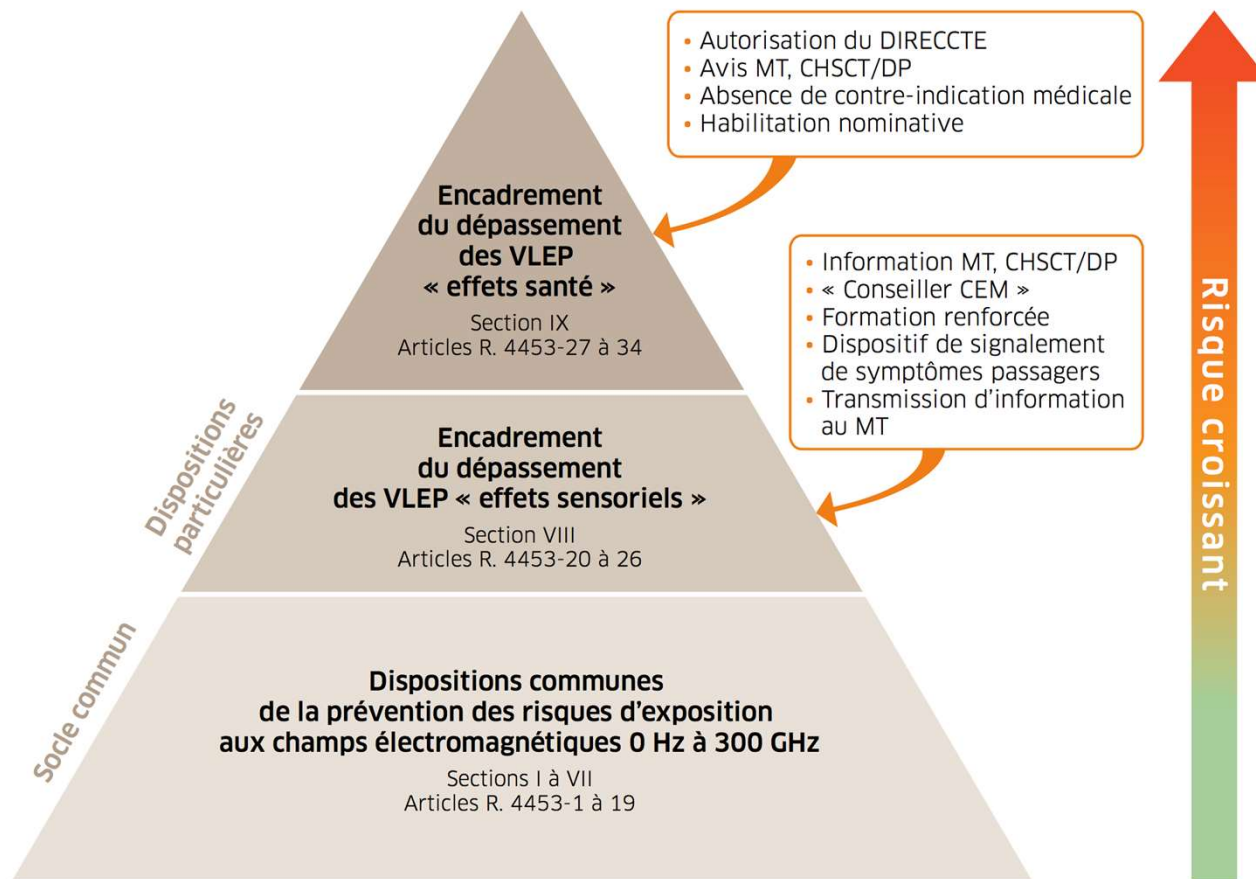 • Autorisation du DIRECCTE
• Avis MT, CHSCT/DP
• Absence de contre-indication médicale
• Habilitation nominative
Encadrement
du dépassement
des VLEP
« effets santé »
Section IX
Articles R. 4453-27 à 34
• Information MT, CHSCT/DP
• « Conseiller CEM »
• Formation renforcée
• Dispositif de signalement
de symptômes passagers
• Transmission d’information
au MT
Risque croissant
Dispositions
particulières
Encadrement
du dépassement
des VLEP « effets sensoriels »
Section VIII
Articles R. 4453-20 à 26
Socle commun
Dispositions communes
de la prévention des risques d’exposition
aux champs électromagnétiques 0 Hz à 300 GHz
Sections I à VII
Articles R. 4453-1 à 19